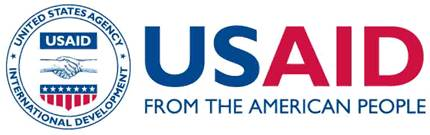 UNITED STATES AGENCY
USAID
INTERNATIONAL DEVELOPMENT
USAID
FROM THE AMERICAN PEOPLE